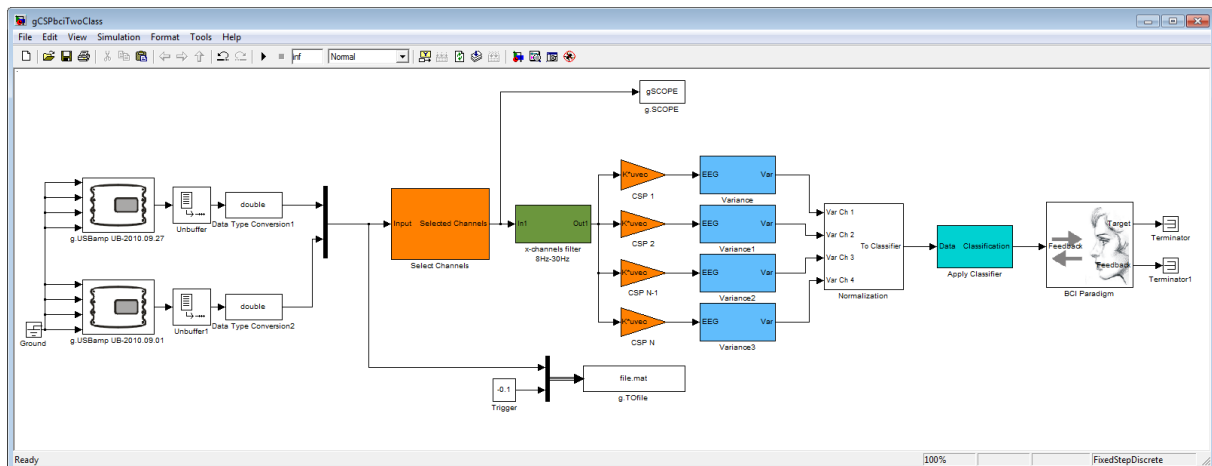 gCSPbciTwoClass
File Edit View Simulation Format Tools Help
inf Normal
gSCOPE
g.SCOPE
g.USBamp UB-2010.09.27
Unbuffer
double
Data Type Conversion1
g.USBamp UB-2010.09.01
Unbuffer1
double
Data Type Conversion2
Ground
Input Selected Channels
Select Channels
In1 Out1
x-channels filter
8Hz-30Hz
K*uvec
CSP 1
K*uvec
CSP 2
K*uvec
CSP N-1
K*uvec
CSP N
EEG Var
Variance
EEG Var
Variance1
EEG Var
Variance2
EEG Var
Variance3
Var Ch 1
Var Ch 2
To Classifier
Var Ch 3
Var Ch 4
Normalization
Data Classification
Apply Classifier
Target
Feedback
Feedback
BCI Paradigm
Terminator
Terminator1
-0.1
Trigger
file.mat
g.TOfile
Ready 100% FixedStepDiscrete